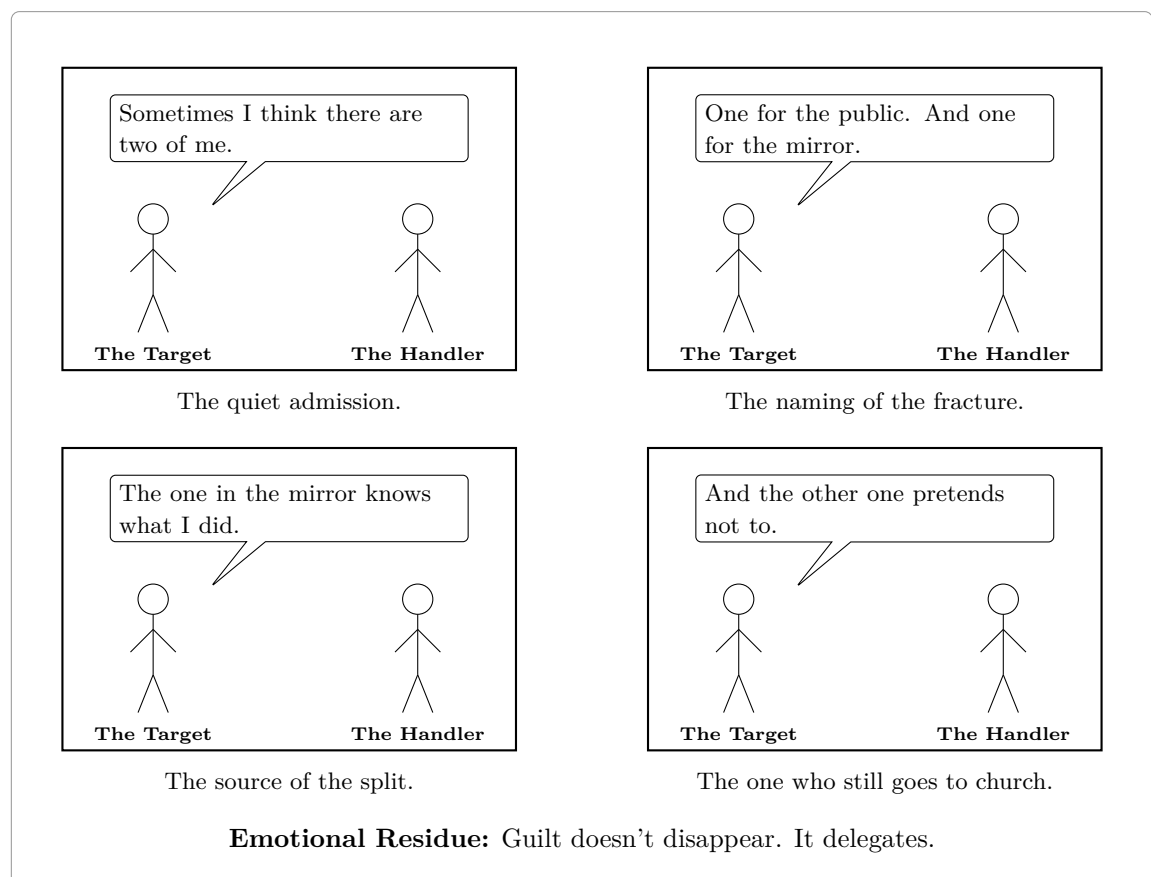 Sometimes I think there are
two of me.
The Target
The Handler
The quiet admission.
One for the public. And one
for the mirror.
The Target
The Handler
The naming of the fracture.
The one in the mirror knows
what I did.
The Target
The Handler
The source of the split.
And the other one pretends
not to.
The Target
The Handler
The one who still goes to church.
Emotional Residue: Guilt doesn't disappear. It delegates.